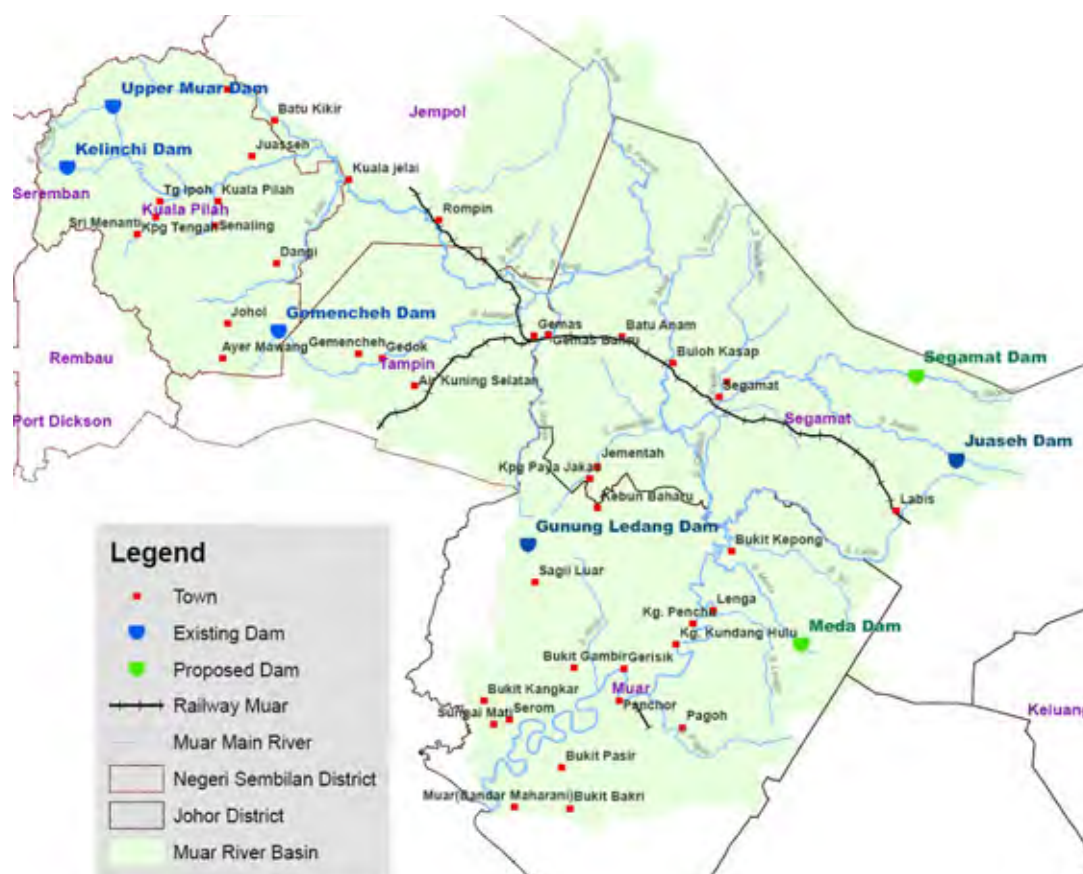 Upper Muar Dam
Batu Kikir
Jempol
Juasseh
Kelinchi Dam
Kuala jelai
Seremban
Tg Ipoh
Kuala Pilah
Kuala Pilah
Rompin
Sri Menanti
Kpg Tengah
Senaling
Dangi
Gemencheh Dam
Johol
Gemas
Batu Anam
Gemas Bahru
Rembau
Ayer Mawang
Gemencheh
Gedok
Buloh Kasap
Segamat Dam
Tampin
Air Kuning Selatan
Segamat
Port Dickson
Segamat
Juaseh Dam
Jementah
Kpg Paya Jakas
Kebun Baharu
Labis
Gunung Ledang Dam
Bukit Kepong
Sagil Luar
Lenga
Kg. Pencha
Meda Dam
Kg. Kundang Hulu
Bukit Gambir
Gerisik
Muar
Bukit Kangkar
Panchor
Keluang
Sungai Mati
Serom
Pagoh
Bukit Pasir
Muar(Bandar Maharani)
Bukit Bakri
Legend
Town
Existing Dam
Proposed Dam
Railway Muar
Muar Main River
Negeri Sembilan District
Johor District
Muar River Basin